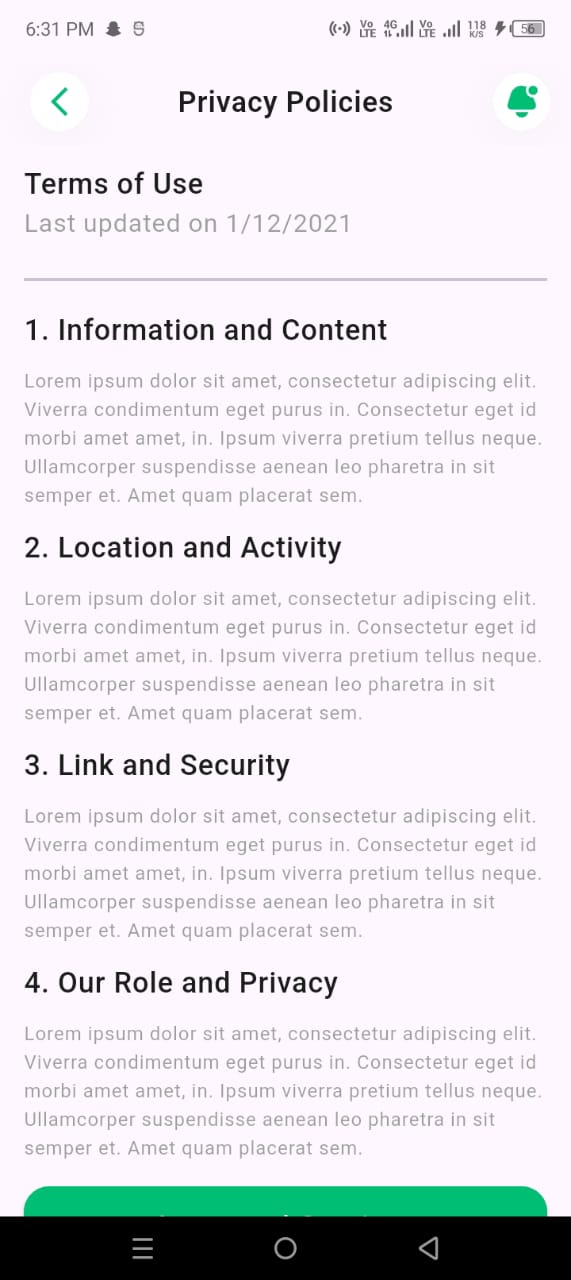 6:31 PM
Vo LTE 4G Vo LTE 118 K/S 56
Privacy Policies
Terms of Use
Last updated on 1/12/2021
1. Information and Content
Lorem ipsum dolor sit amet, consectetur adipiscing elit.
Viverra condimentum eget purus in. Consectetur eget id
morbi amet amet, in. Ipsum viverra pretium tellus neque.
Ullamcorper suspendisse aenean leo pharetra in sit
semper et. Amet quam placerat sem.
2. Location and Activity
Lorem ipsum dolor sit amet, consectetur adipiscing elit.
Viverra condimentum eget purus in. Consectetur eget id
morbi amet amet, in. Ipsum viverra pretium tellus neque.
Ullamcorper suspendisse aenean leo pharetra in sit
semper et. Amet quam placerat sem.
3. Link and Security
Lorem ipsum dolor sit amet, consectetur adipiscing elit.
Viverra condimentum eget purus in. Consectetur eget id
morbi amet amet, in. Ipsum viverra pretium tellus neque.
Ullamcorper suspendisse aenean leo pharetra in sit
semper et. Amet quam placerat sem.
4. Our Role and Privacy
Lorem ipsum dolor sit amet, consectetur adipiscing elit.
Viverra condimentum eget purus in. Consectetur eget id
morbi amet amet, in. Ipsum viverra pretium tellus neque.
Ullamcorper suspendisse aenean leo pharetra in sit
semper et. Amet quam placerat sem.